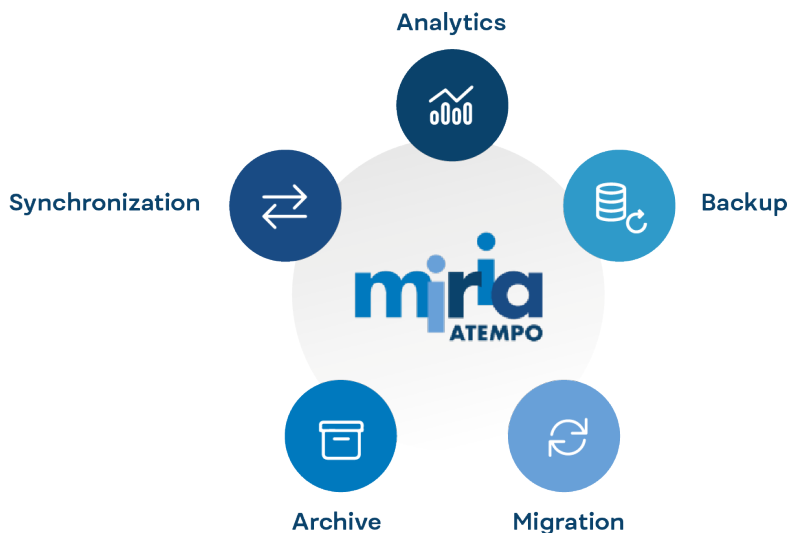 Analytics
Synchronization
Backup
miria
ATEMPO
Archive
Migration